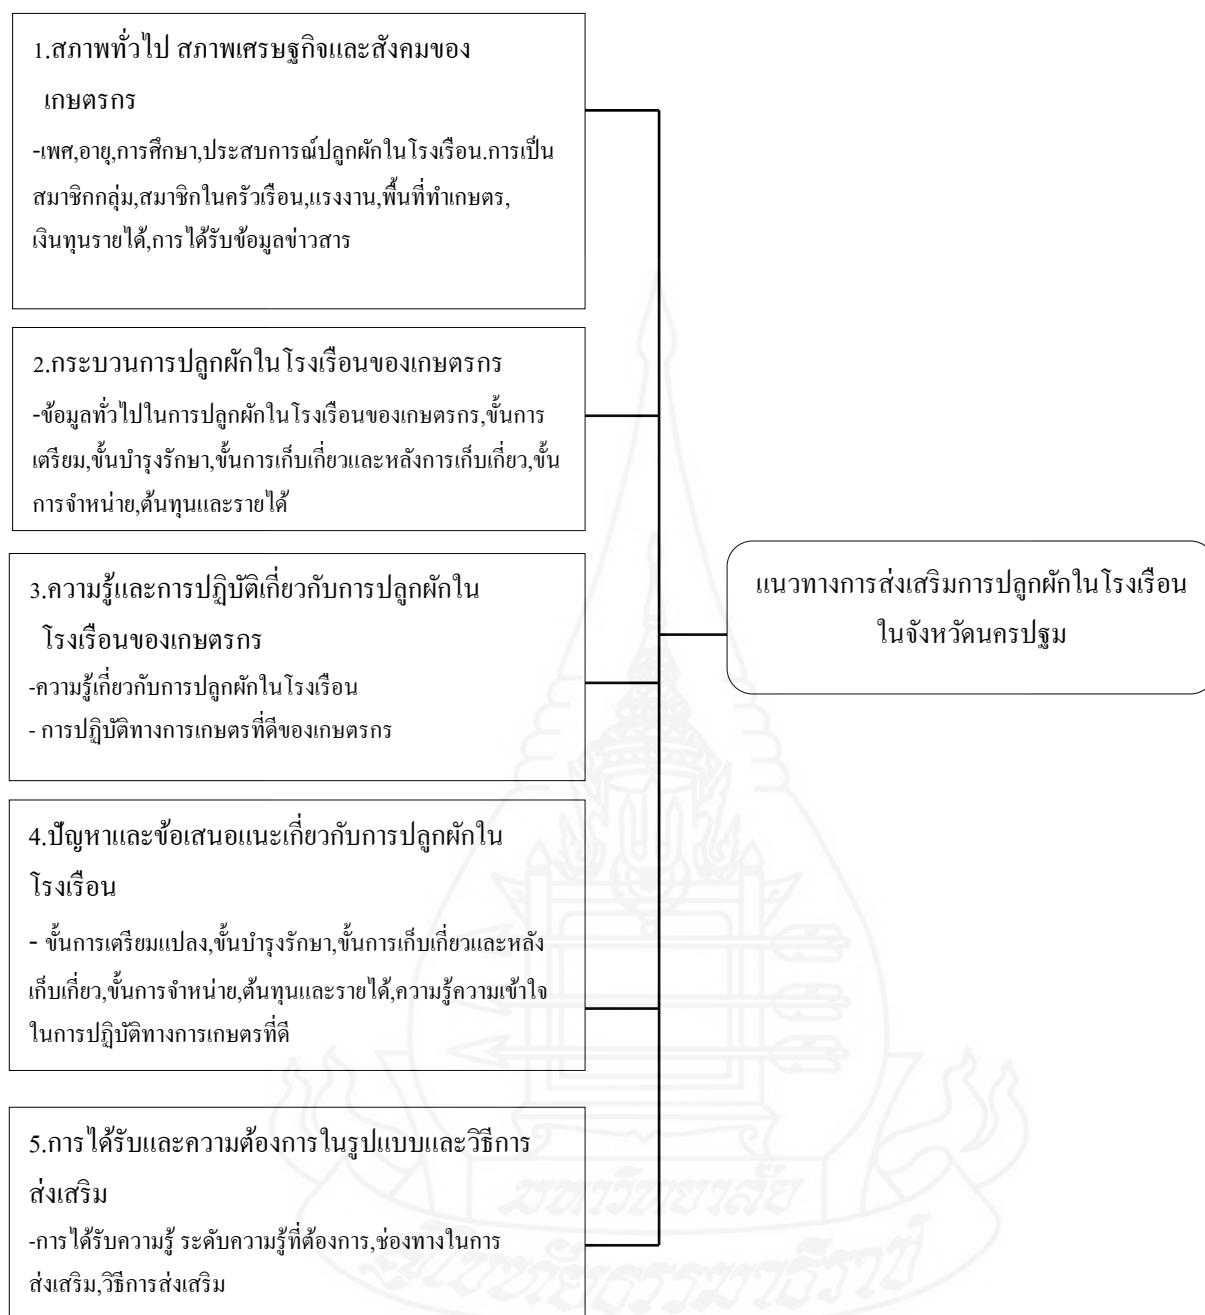 1.สภาพทั่วไป สภาพเศรษฐกิจและสังคมของ
เกษตรกร
-เพศ,อายุ,การศึกษา,ประสบการณ์ปลูกผักในโรงเรือน.การเป็น
สมาชิกกลุ่ม,สมาชิกในครัวเรือน,แรงงาน,พื้นที่ทำเกษตร,
เงินทุนรายได้,การได้รับข้อมูลข่าวสาร
2.กระบวนการปลูกผักในโรงเรือนของเกษตรกร
-ข้อมูลทั่วไปในการปลูกผักในโรงเรือนของเกษตรกร,ขั้นการ
เตรียม,ขั้นบำรุงรักษา,ขั้นการเก็บเกี่ยวและหลังการเก็บเกี่ยว,ขั้น
การจำหน่าย,ต้นทุนและรายได้
3.ความรู้และการปฏิบัติเกี่ยวกับการปลูกผักใน
โรงเรือนของเกษตรกร
-ความรู้เกี่ยวกับการปลูกผักในโรงเรือน
- การปฏิบัติทางการเกษตรที่ดีของเกษตรกร
4.ปัญหาและข้อเสนอแนะเกี่ยวกับการปลูกผักใน
โรงเรือน
- ขั้นการเตรียมแปลง,ขั้นบำรุงรักษา,ขั้นการเก็บเกี่ยวและหลัง
เก็บเกี่ยว,ขั้นการจำหน่าย,ต้นทุนและรายได้,ความรู้ความเข้าใจ
ในการปฏิบัติทางการเกษตรที่ดี
5.การได้รับและความต้องการในรูปแบบและวิธีการ
ส่งเสริม
-การได้รับความรู้ ระดับความรู้ที่ต้องการ,ช่องทางในการ
ส่งเสริม,วิธีการส่งเสริม
แนวทางการส่งเสริมการปลูกผักในโรงเรือน
ในจังหวัดนครปฐม
มหาวิทยาลัย
สุโขทัยธรรมาธิราช